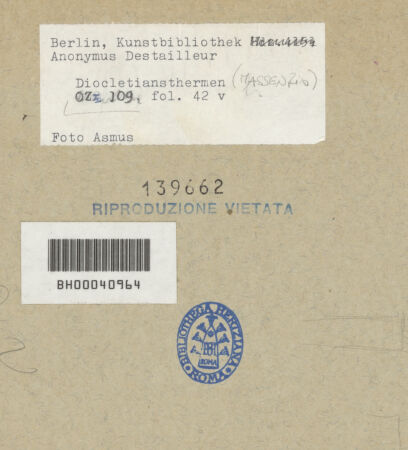 Berlin, Kunstbibliothek
Anonymus Destailleur
Diocletiansthermen (MASSENZIO)
OZ 109, fol. 42 v
Foto Asmus
139662
RIPRODUZIONE VIETATA
BH00040964
BIBLIOTHECA HERTZIANA
ROMA
ROMA